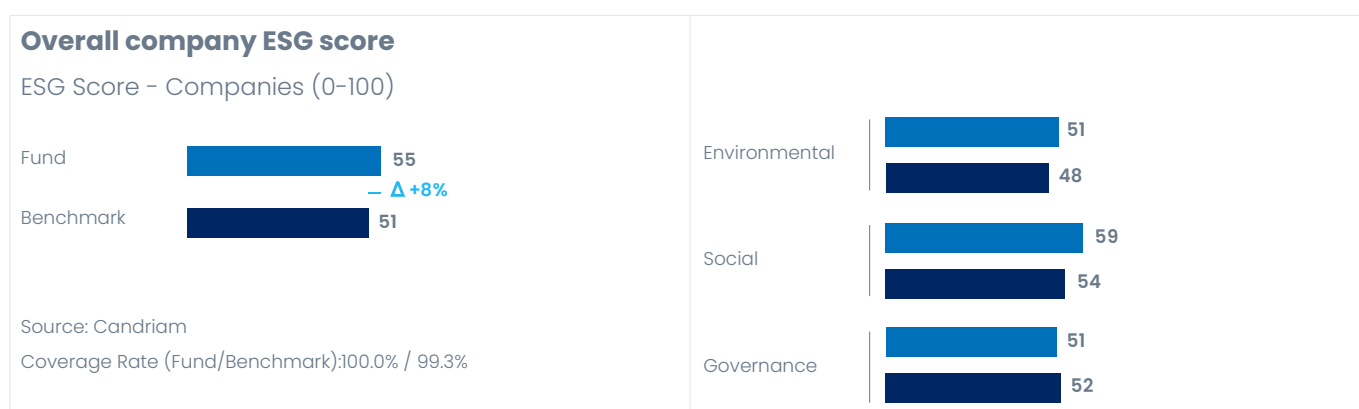 Overall company ESG score
ESG Score - Companies (0-100)
Fund
55
Δ +8%
Benchmark
51
Source: Candriam
Coverage Rate (Fund/Benchmark):100.0% / 99.3%
Environmental
51
48
Social
59
54
Governance
51
52